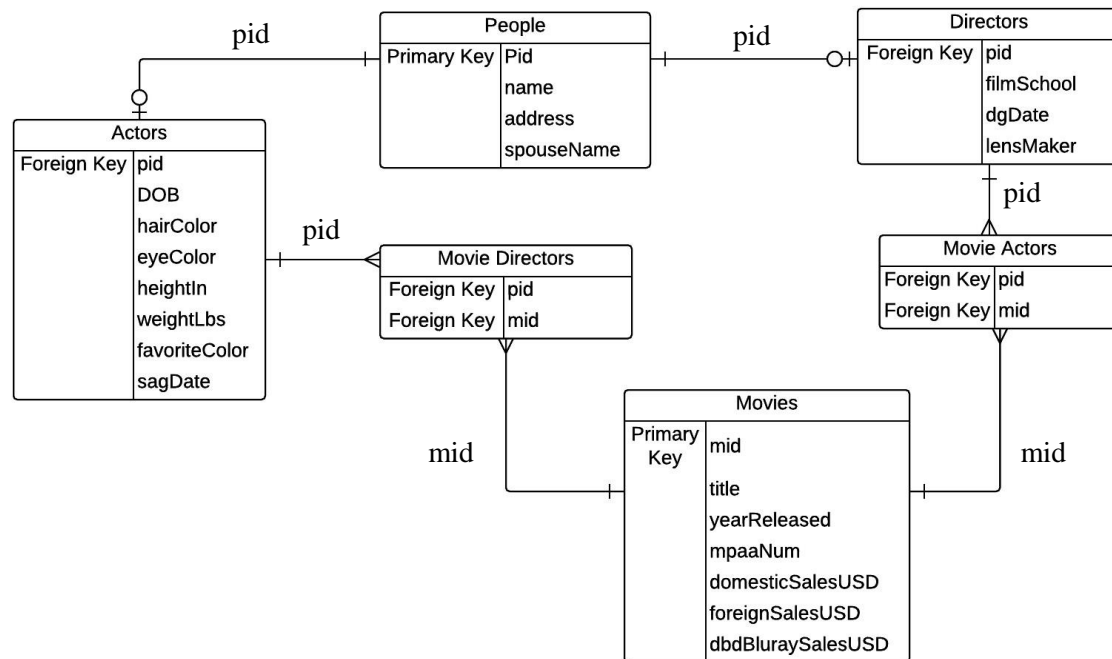 pid
People
Primary Key Pid
name
address
spouseName
pid
Directors
Foreign Key pid
filmSchool
dgDate
lensMaker
Actors
Foreign Key pid
DOB
hairColor
eyeColor
heightIn
weightLbs
favoriteColor
sagDate
pid
Movie Directors
Foreign Key pid
Foreign Key mid
pid
Movie Actors
Foreign Key pid
Foreign Key mid
mid
Movies
Primary
Key
mid
title
yearReleased
mpaaNum
domesticSalesUSD
foreignSalesUSD
dbdBluraySalesUSD
mid